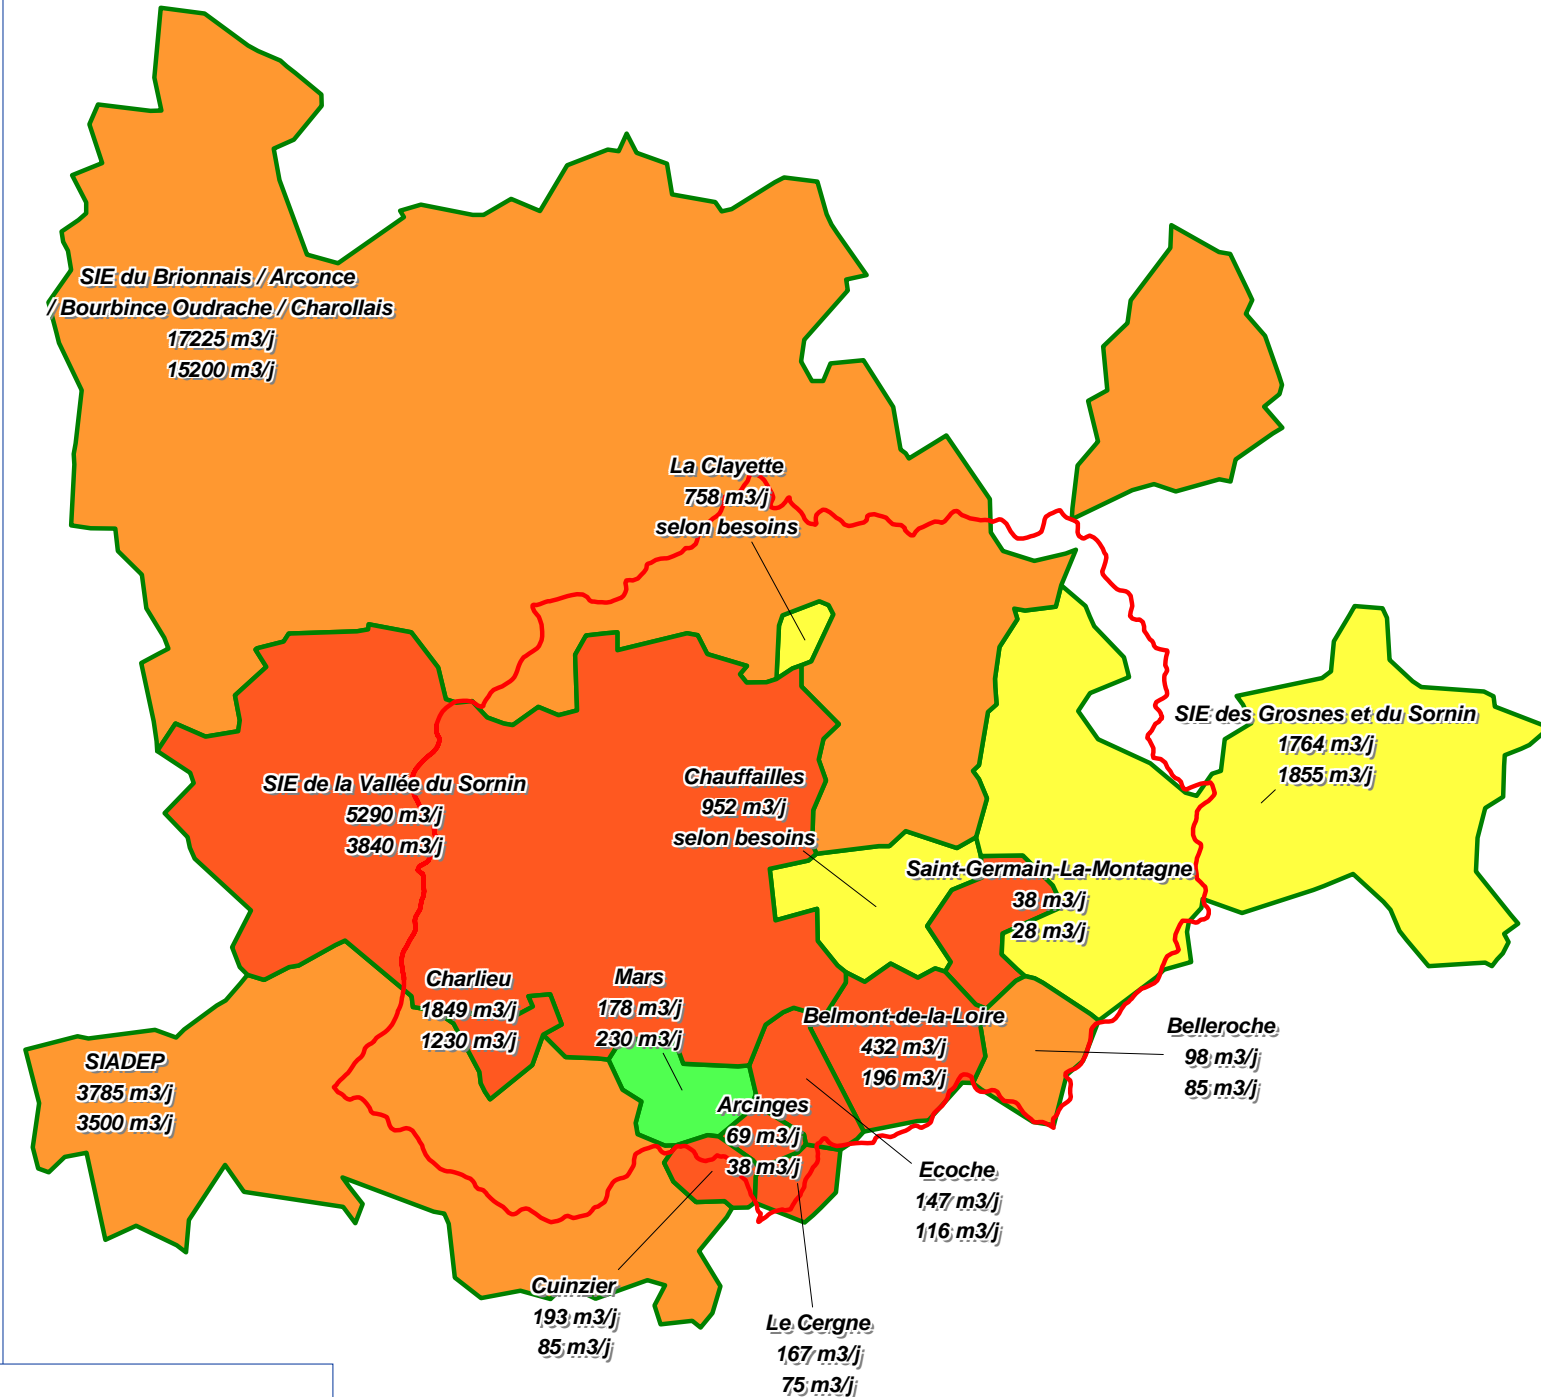 SIE du Brionnais / Arconce
/ Bourbince Oudrache / Charollais
17225 m3/j
15200 m3/j
La Clayette
758 m3/j
selon besoins
SIE des Grosnes et du Sornin
1764 m3/j
1855 m3/j
SIE de la Vallée du Sornin
5290 m3/j
3840 m3/j
Chauffailles
952 m3/j
selon besoins
Saint-Germain-La-Montagne
38 m3/j
28 m3/j
Charlieu
1849 m3/j
1230 m3/j
Mars
178 m3/j
230 m3/j
Belmont-de-la-Loire
432 m3/j
196 m3/j
Belleroche
98 m3/j
85 m3/j
SIADEP
3785 m3/j
3500 m3/j
Arcinges
69 m3/j
38 m3/j
Ecoche
147 m3/j
116 m3/j
Cuinzier
193 m3/j
85 m3/j
Le Cergne
167 m3/j
75 m3/j